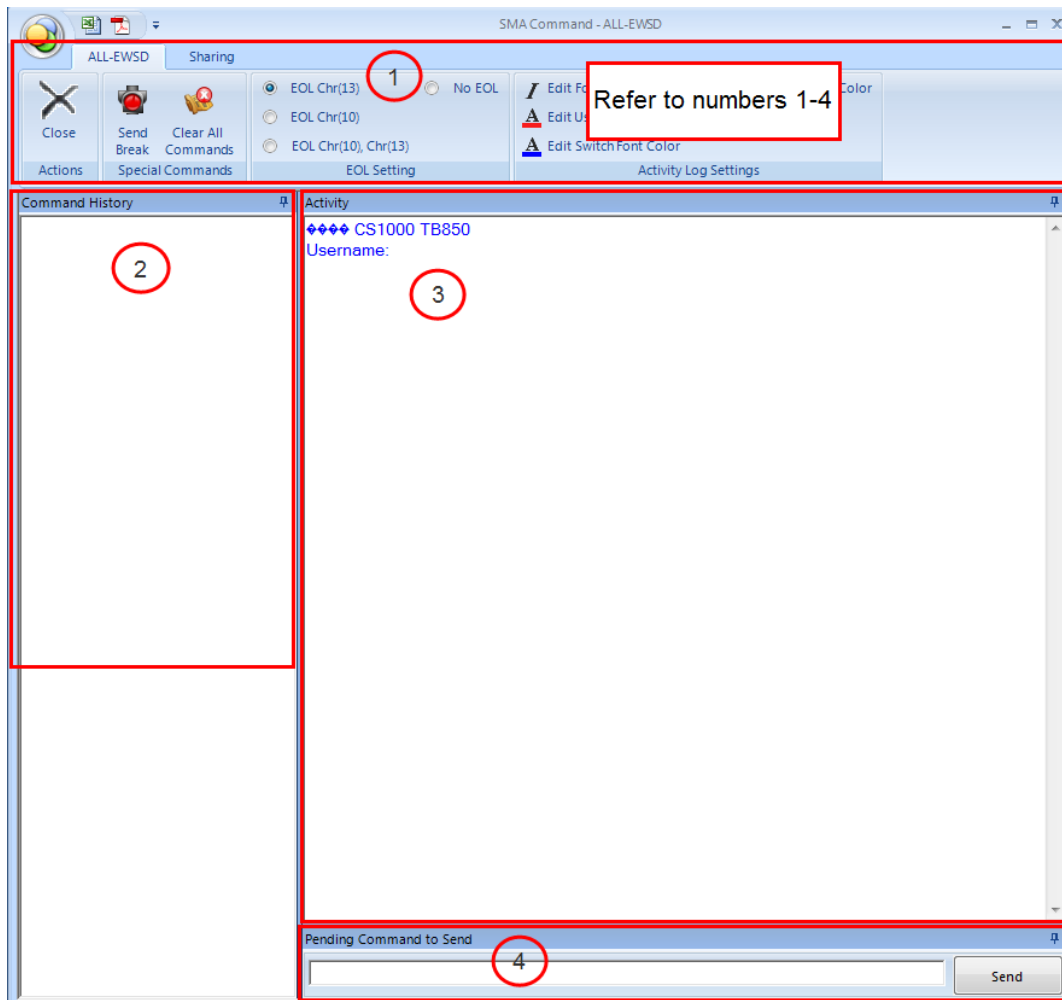 SMA Command - ALL-EWSD
ALL-EWSD Sharing
1
EOL Chr(13) No EOL
EOL Chr(10)
EOL Chr(10), Chr(13)
Close
Send Break
Clear All Commands
Edit
Color
Edit
Edit Switch Font Color
Refer to numbers 1-4
Actions Special Commands EOL Setting Activity Log Settings
Command History
2
Activity
���� CS1000 TB850
Username:
3
Pending Command to Send
4
Send